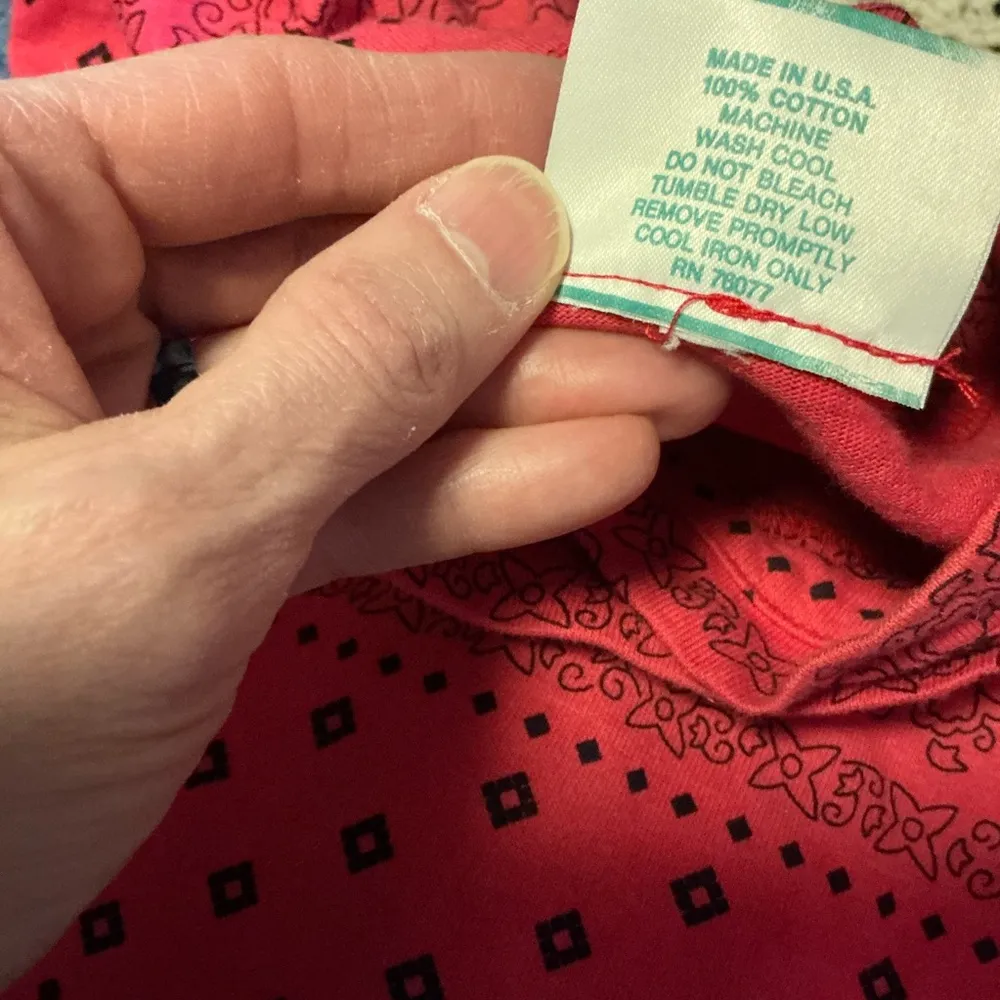 MADE IN U.S.A.
100% COTTON
MACHINE
WASH COOL
DO NOT BLEACH
TUMBLE DRY LOW
REMOVE PROMPTLY
COOL IRON ONLY
RN 76077